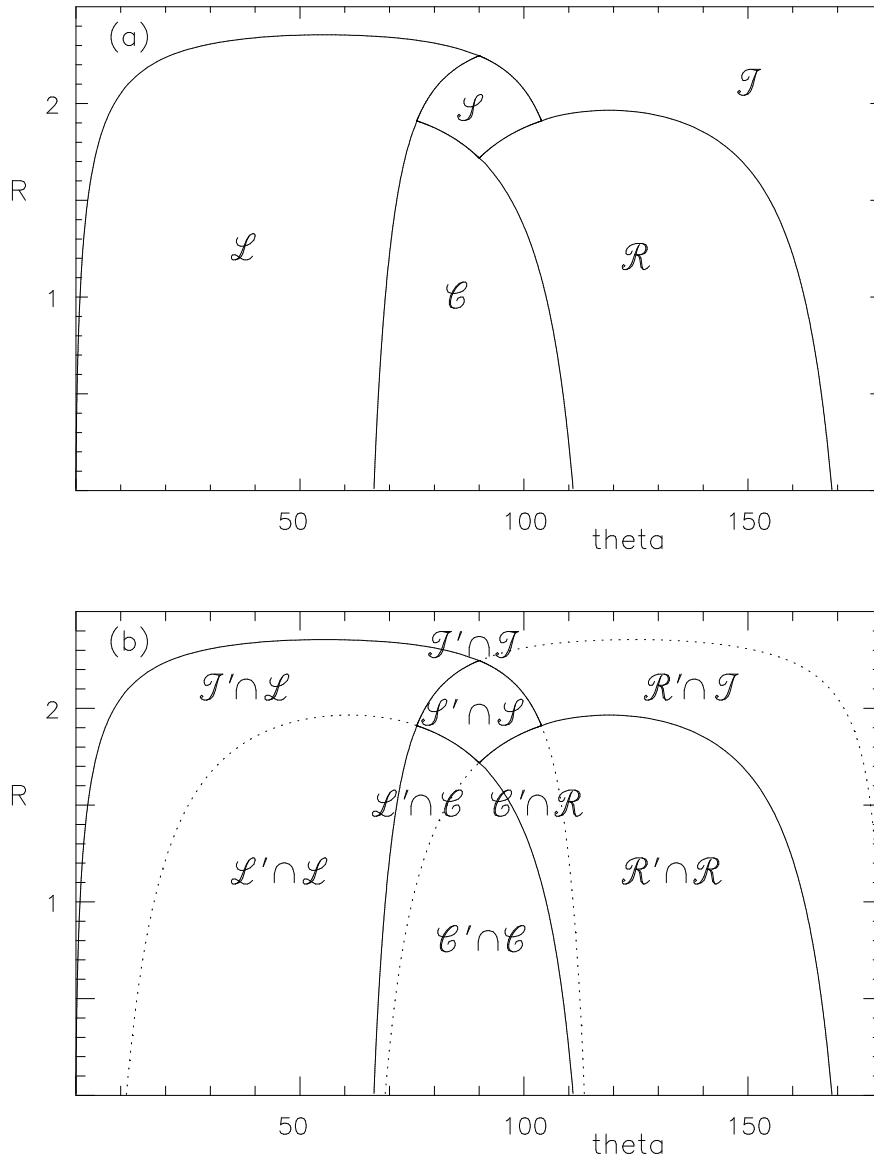 (a)
𝒯
2
𝒮
R
ℒ
ℛ
1
𝒞
50 100 150
theta
(b)
𝒯′∩𝒯
𝒯′∩ℒ ℛ′∩𝒯
2
𝒮′∩𝒮
R
ℒ′∩𝒞 𝒞′∩ℛ
ℒ′∩ℒ ℛ′∩ℛ
1
𝒞′∩𝒞
50 100 150
theta